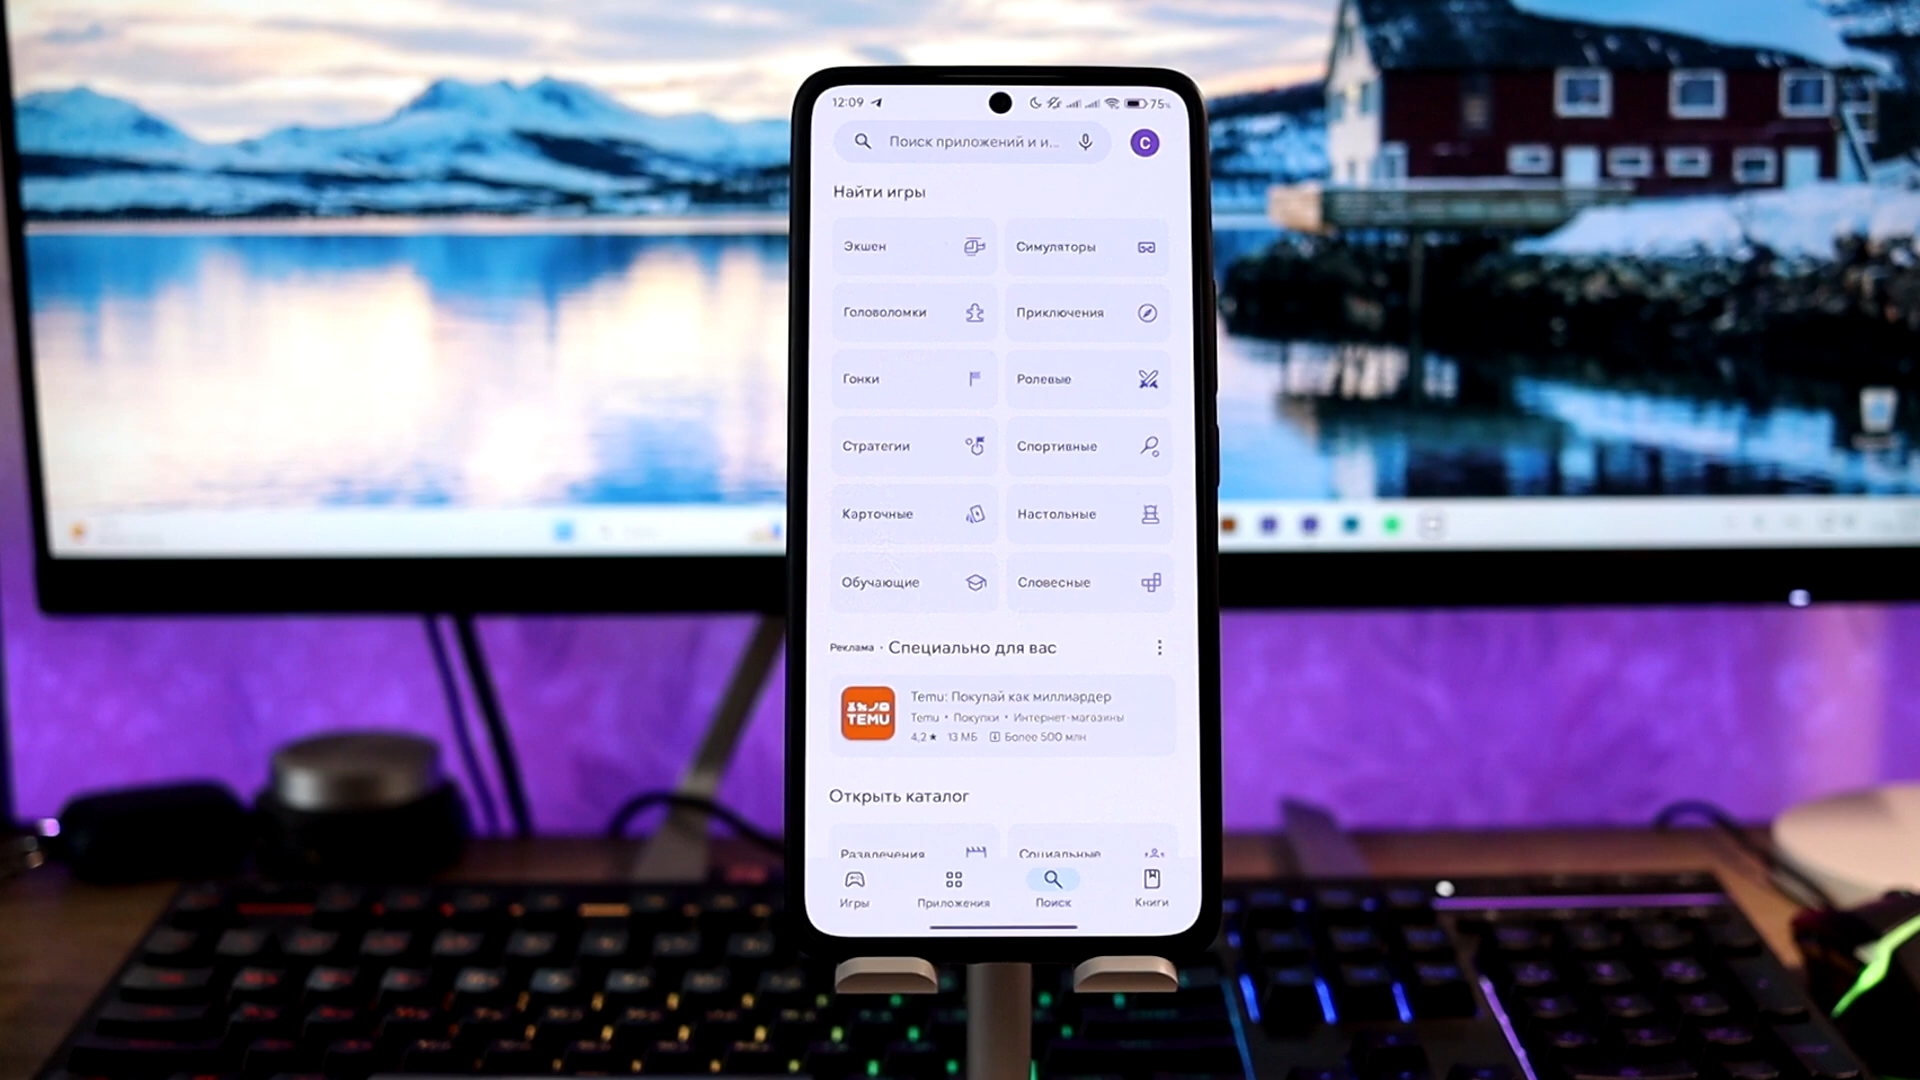 12:09
75%
Поиск приложений и и...
C
Найти игры
Экшен
Симуляторы
Головоломки
Приключения
Гонки
Ролевые
Стратегии
Спортивные
Карточные
Настольные
Обучающие
Словесные
Реклама · Специально для вас
TEMU
Temu: Покупай как миллиардер
Temu • Покупки • Интернет-магазины
4,2★ 13 МБ Более 500 млн
Открыть каталог
Развлечения
Социальные
Игры
Приложения
Поиск
Книги